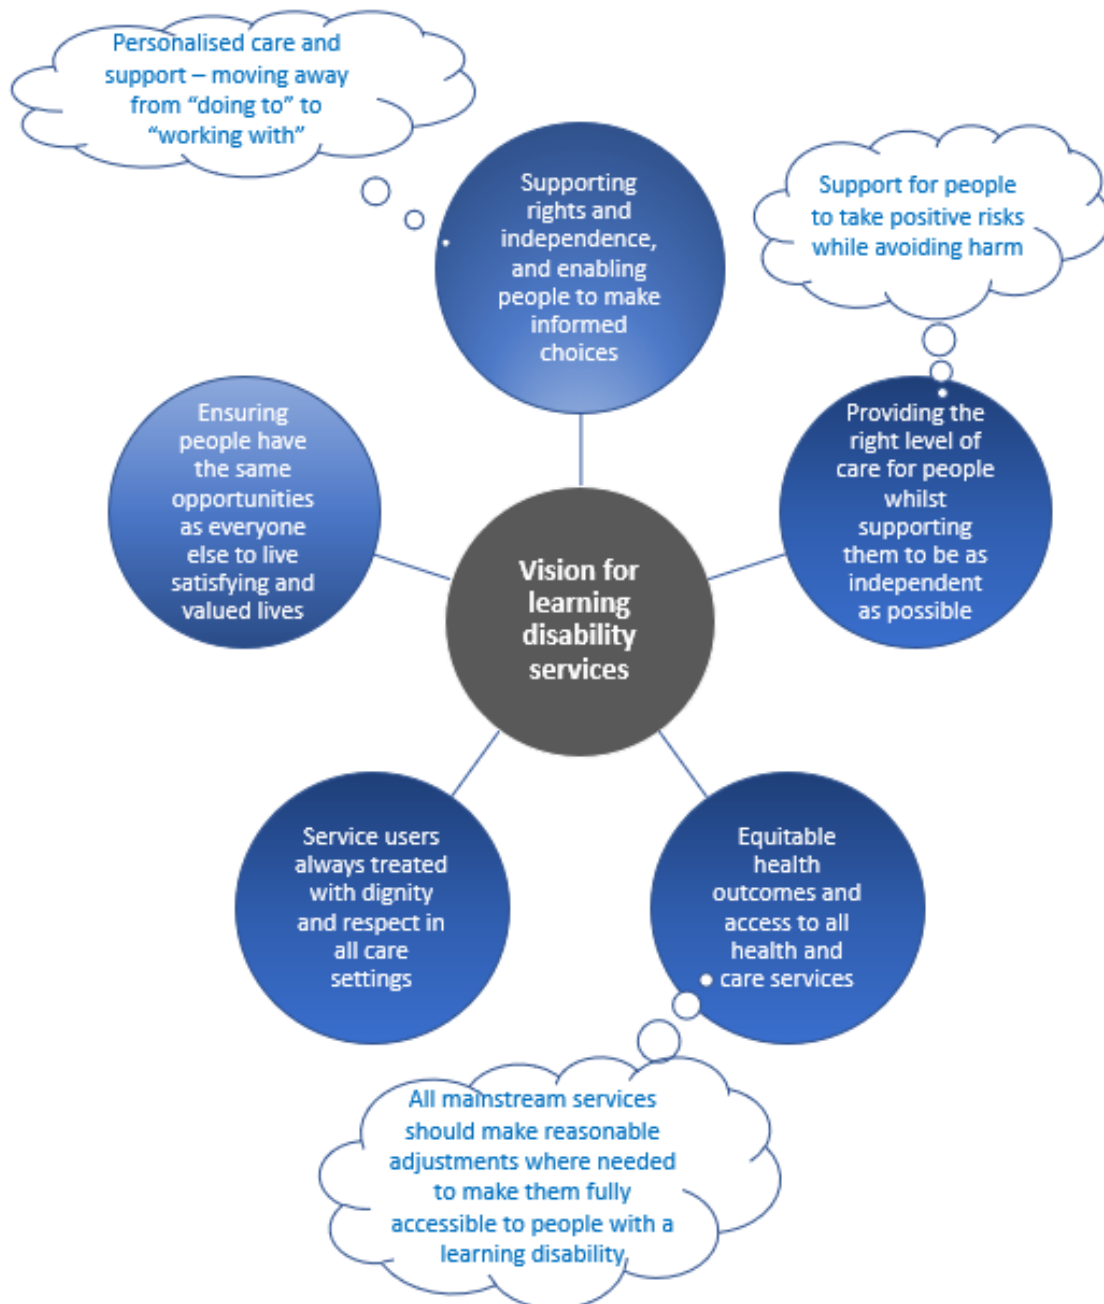 Personalised care and
support – moving away
from “doing to” to
“working with”
Supporting
rights and
independence,
and enabling
people to make
informed
choices
Support for people
to take positive risks
while avoiding harm
Ensuring
people have
the same
opportunities
as everyone
else to live
satisfying and
valued lives
Providing the
right level of
care for people
whilst
supporting
them to be as
independent
as possible
Vision for
learning
disability
services
Service users
always treated
with dignity
and respect in
all care
settings
Equitable
health
outcomes and
access to all
health and
care services
All mainstream services
should make reasonable
adjustments where needed
to make them fully
accessible to people with a
learning disability